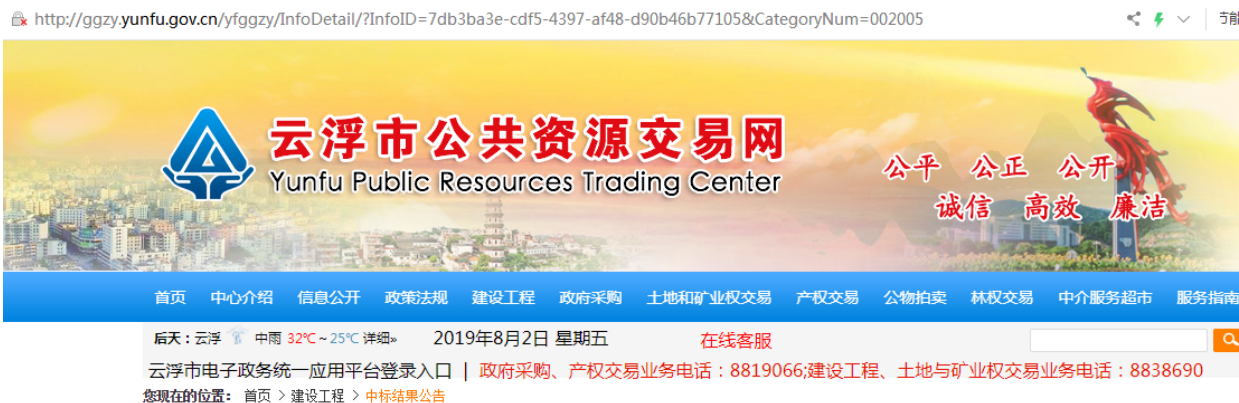 http://ggzy.yunfu.gov.cn/yfggzy/InfoDetail/?InfoID=7db3ba3e-cdf5-4397-af48-d90b46b77105&CategoryNum=002005
云浮市公共资源交易网
Yunfu Public Resources Trading Center
公平 公正 公开
诚信 高效 廉洁
首页 中心介绍 信息公开 政策法规 建设工程 政府采购 土地和矿业权交易 产权交易 公物拍卖 林权交易 中介服务超市 服务指南
后天：云浮 中雨 32℃～25℃ 详细» 2019年8月2日 星期五 在线客服
云浮市电子政务统一应用平台登录入口 | 政府采购、产权交易业务电话：8819066;建设工程、土地与矿业权交易业务电话：8838690
您现在的位置： 首页 > 建设工程 > 中标结果公告